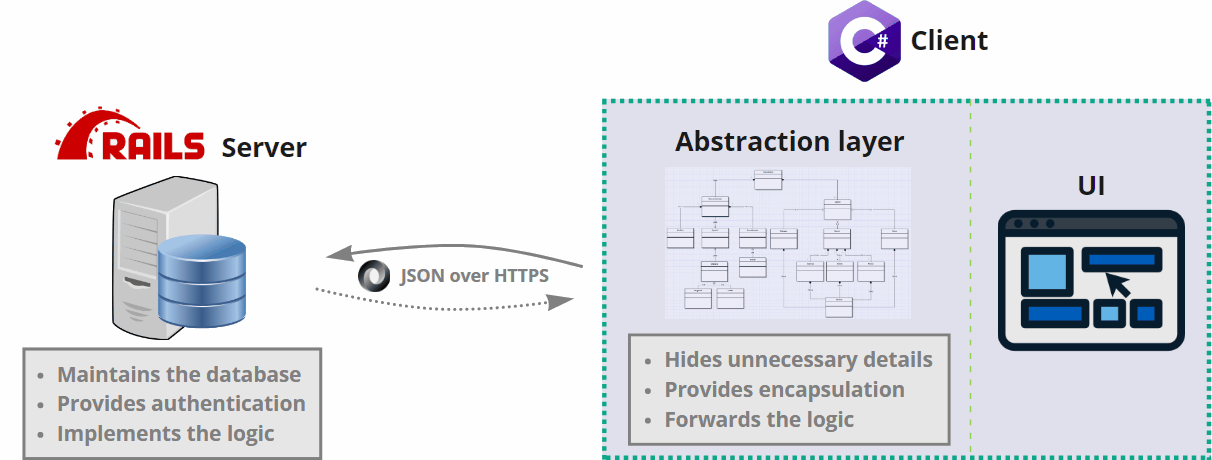 C# Client
RAILS Server
Abstraction layer
UI
JSON over HTTPS
• Maintains the database
• Provides authentication
• Implements the logic
• Hides unnecessary details
• Provides encapsulation
• Forwards the logic